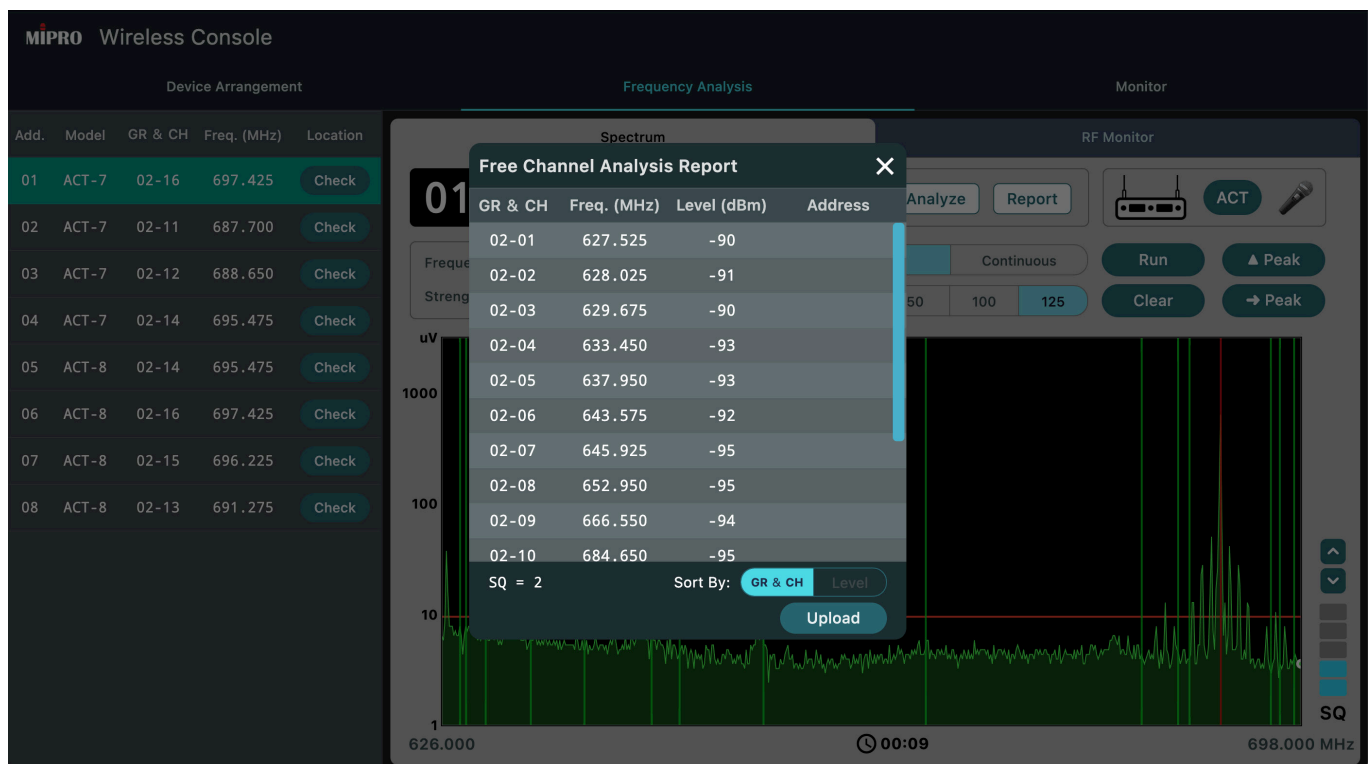 MIPRO Wireless Console
Device Arrangement Frequency Analysis Monitor
Add. Model GR & CH Freq. (MHz) Location
01 ACT-7 02-16 697.425 Check
02 ACT-7 02-11 687.700 Check
03 ACT-7 02-12 688.650 Check
04 ACT-7 02-14 695.475 Check
05 ACT-8 02-14 695.475 Check
06 ACT-8 02-16 697.425 Check
07 ACT-8 02-15 696.225 Check
08 ACT-8 02-13 691.275 Check
Spectrum RF Monitor
01 Analyze Report ACT
Continuous Run ▲ Peak
50 100 125 Clear → Peak
Free Channel Analysis Report
GR & CH Freq. (MHz) Level (dBm) Address
02-01 627.525 -90
02-02 628.025 -91
02-03 629.675 -90
02-04 633.450 -93
02-05 637.950 -93
02-06 643.575 -92
02-07 645.925 -95
02-08 652.950 -95
02-09 666.550 -94
02-10 684.650 -95
SQ = 2 Sort By: GR & CH Level
Upload
uV
1000
100
10
1
SQ
626.000 00:09 698.000 MHz